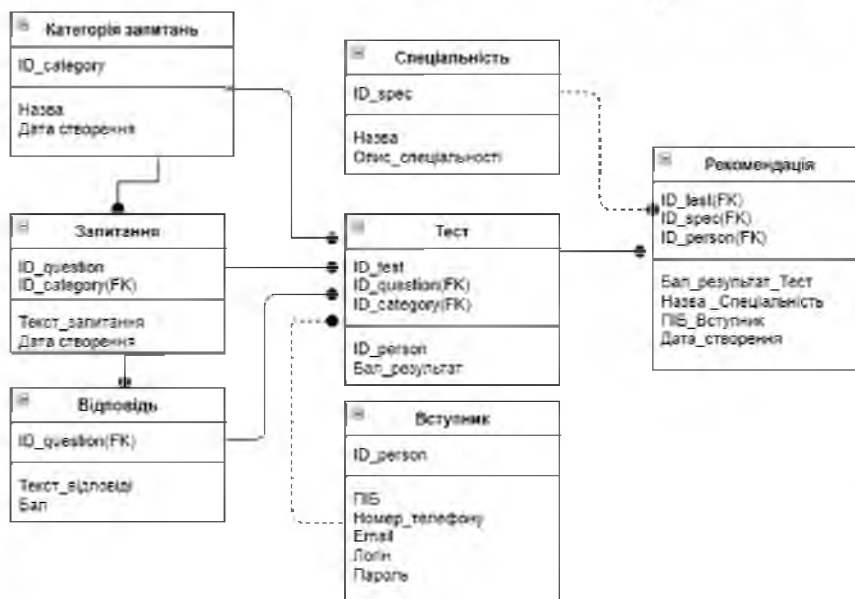 Категорія запитань
ID_category
Назва
Дата створення
Запитання
ID_question
ID_category(FK)
Текст_запитання
Дата створення
Відповідь
ID_question(FK)
Текст_відповіді
Бал
Спеціальність
ID_spec
Назва
Опис_спеціальності
Тест
ID_test
ID_question(FK)
ID_category(FK)
ID_person
Бал_результат
Вступник
ID_person
ПІБ
Номер_телефону
Email
Логін
Пароль
Рекомендація
ID_test(FK)
ID_spec(FK)
ID_person(FK)
Бал_результат_Тест
Назва_Спеціальність
ПІБ_Вступник
Дата_створення